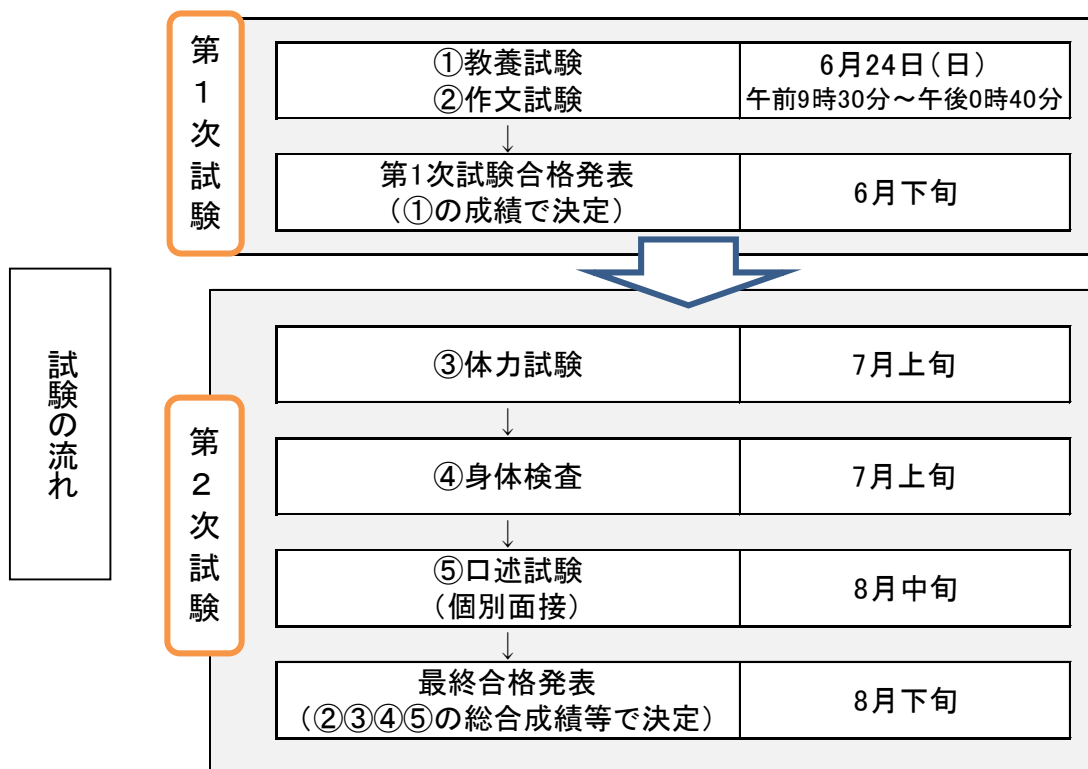 試験の流れ
第1次試験
①教養試験
②作文試験
6月24日(日)
午前9時30分～午後0時40分
↓
第1次試験合格発表
(①の成績で決定)
6月下旬
第2次試験
③体力試験
7月上旬
↓
④身体検査
7月上旬
↓
⑤口述試験
(個別面接)
8月中旬
↓
最終合格発表
(②③④⑤の総合成績等で決定)
8月下旬